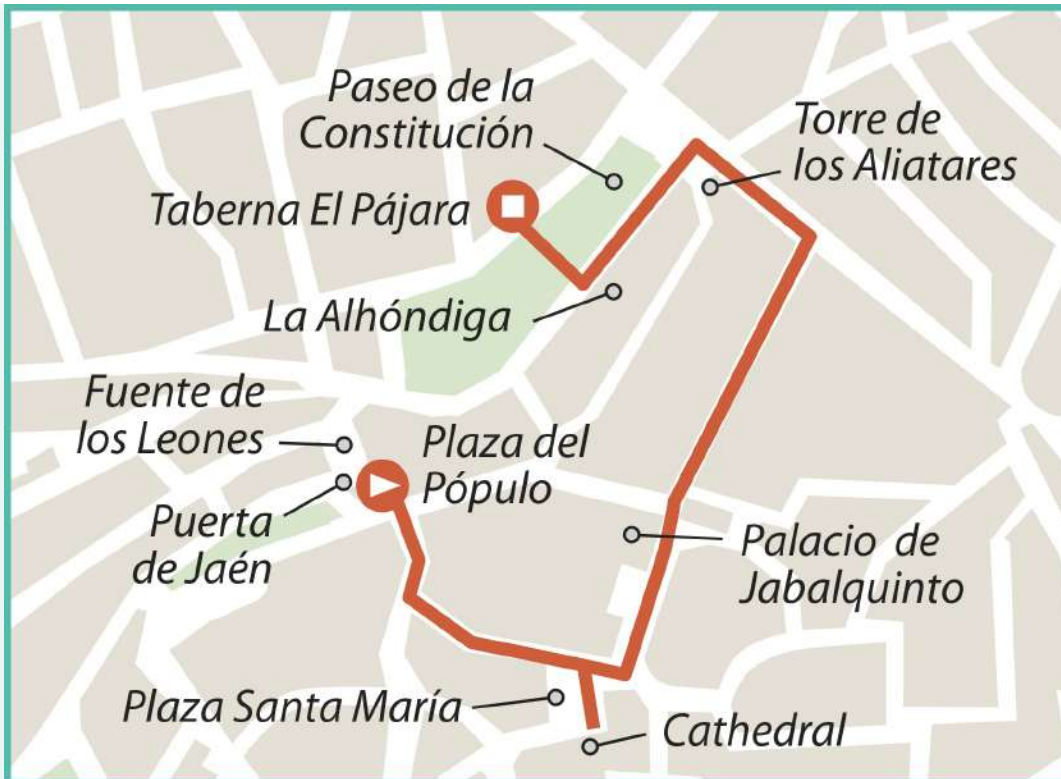 Paseo de la
Constitución
Torre de
los Aliatares
Taberna El Pájara
La Alhóndiga
Fuente de
los Leones
Plaza del
Pópulo
Puerta
de Jaén
Palacio de
Jabalquinto
Plaza Santa María
Cathedral